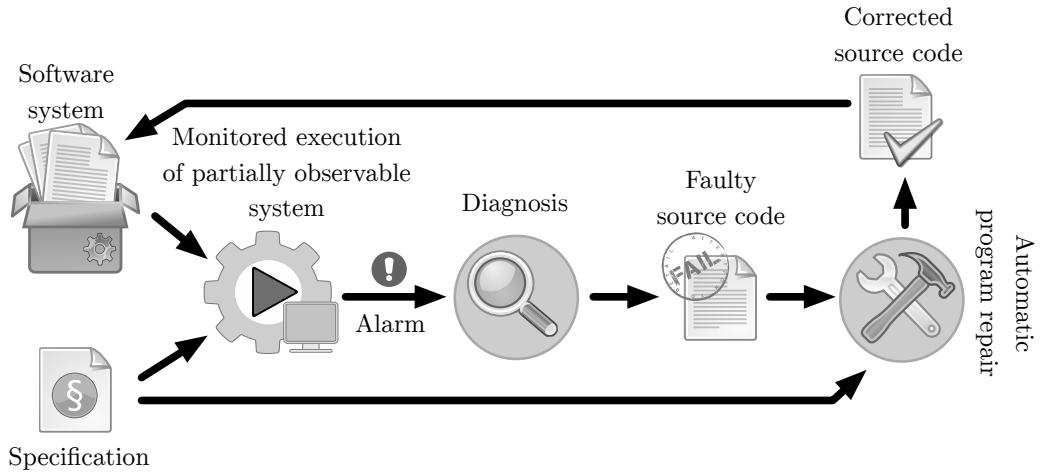 Corrected
source code
Software
system
Monitored execution
of partially observable
system
Diagnosis
Faulty
source code
FAIL
Alarm
Automatic
program repair
§
Specification